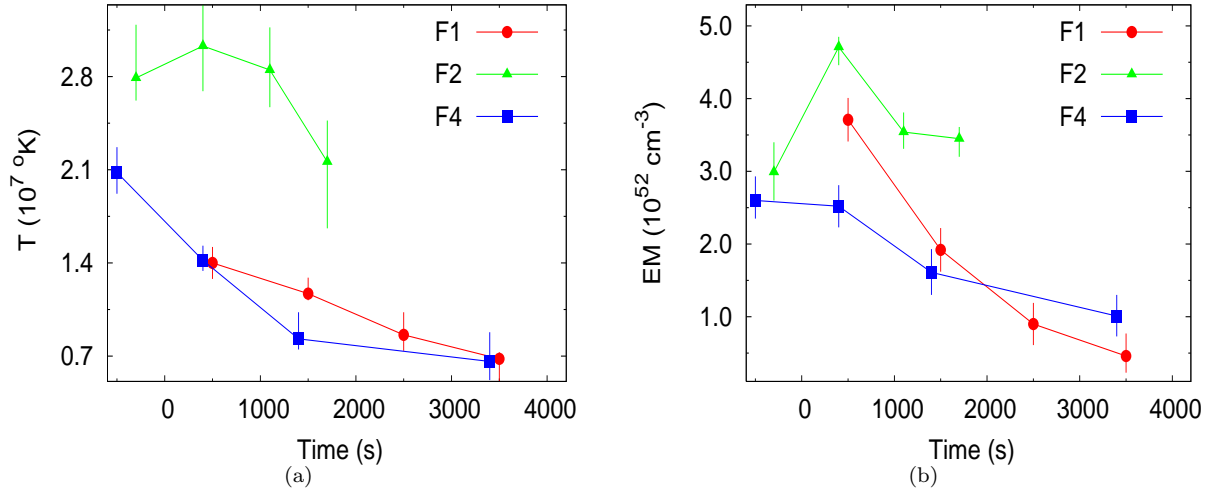 T (10⁷ °K)
2.8
2.1
1.4
0.7
F1
F2
F4
0 1000 2000 3000 4000
Time (s)
(a)
EM (10⁵² cm⁻³)
5.0
4.0
3.0
2.0
1.0
F1
F2
F4
0 1000 2000 3000 4000
Time (s)
(b)